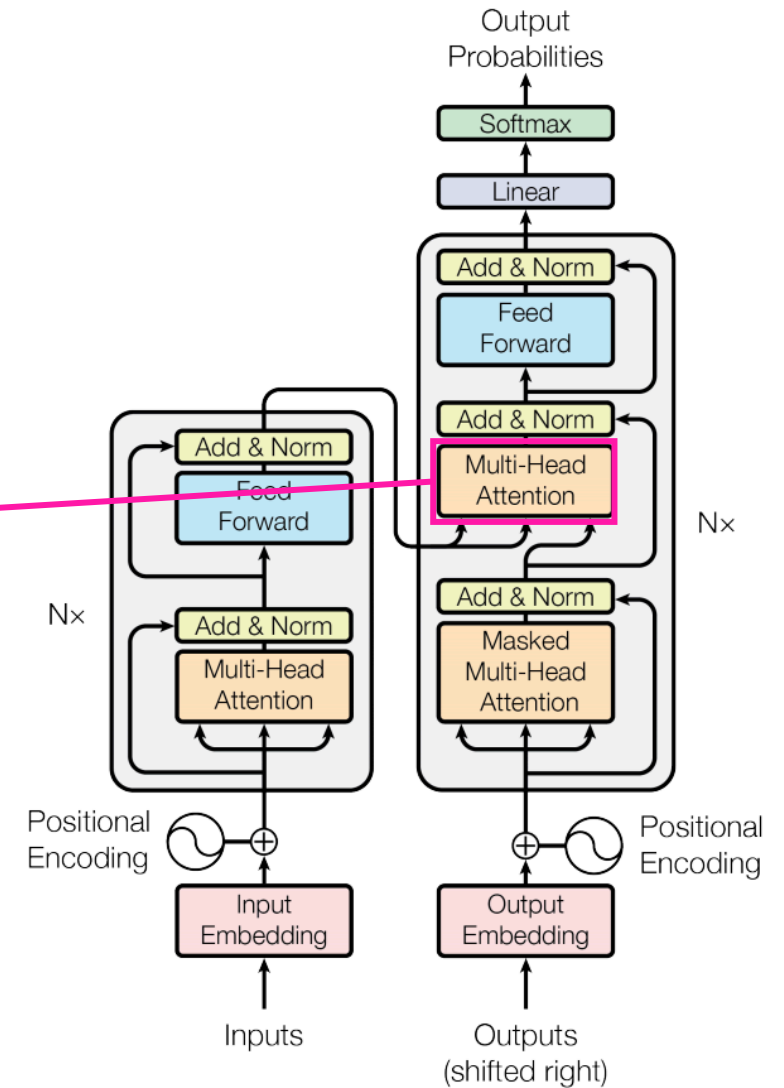 Output
Probabilities
Softmax
Linear
Add & Norm
Feed
Forward
Add & Norm
Multi-Head
Attention
Nx
Add & Norm
Masked
Multi-Head
Attention
Add & Norm
Feed
Forward
Nx
Add & Norm
Multi-Head
Attention
Positional
Encoding
Positional
Encoding
Input
Embedding
Output
Embedding
Inputs
Outputs
(shifted right)